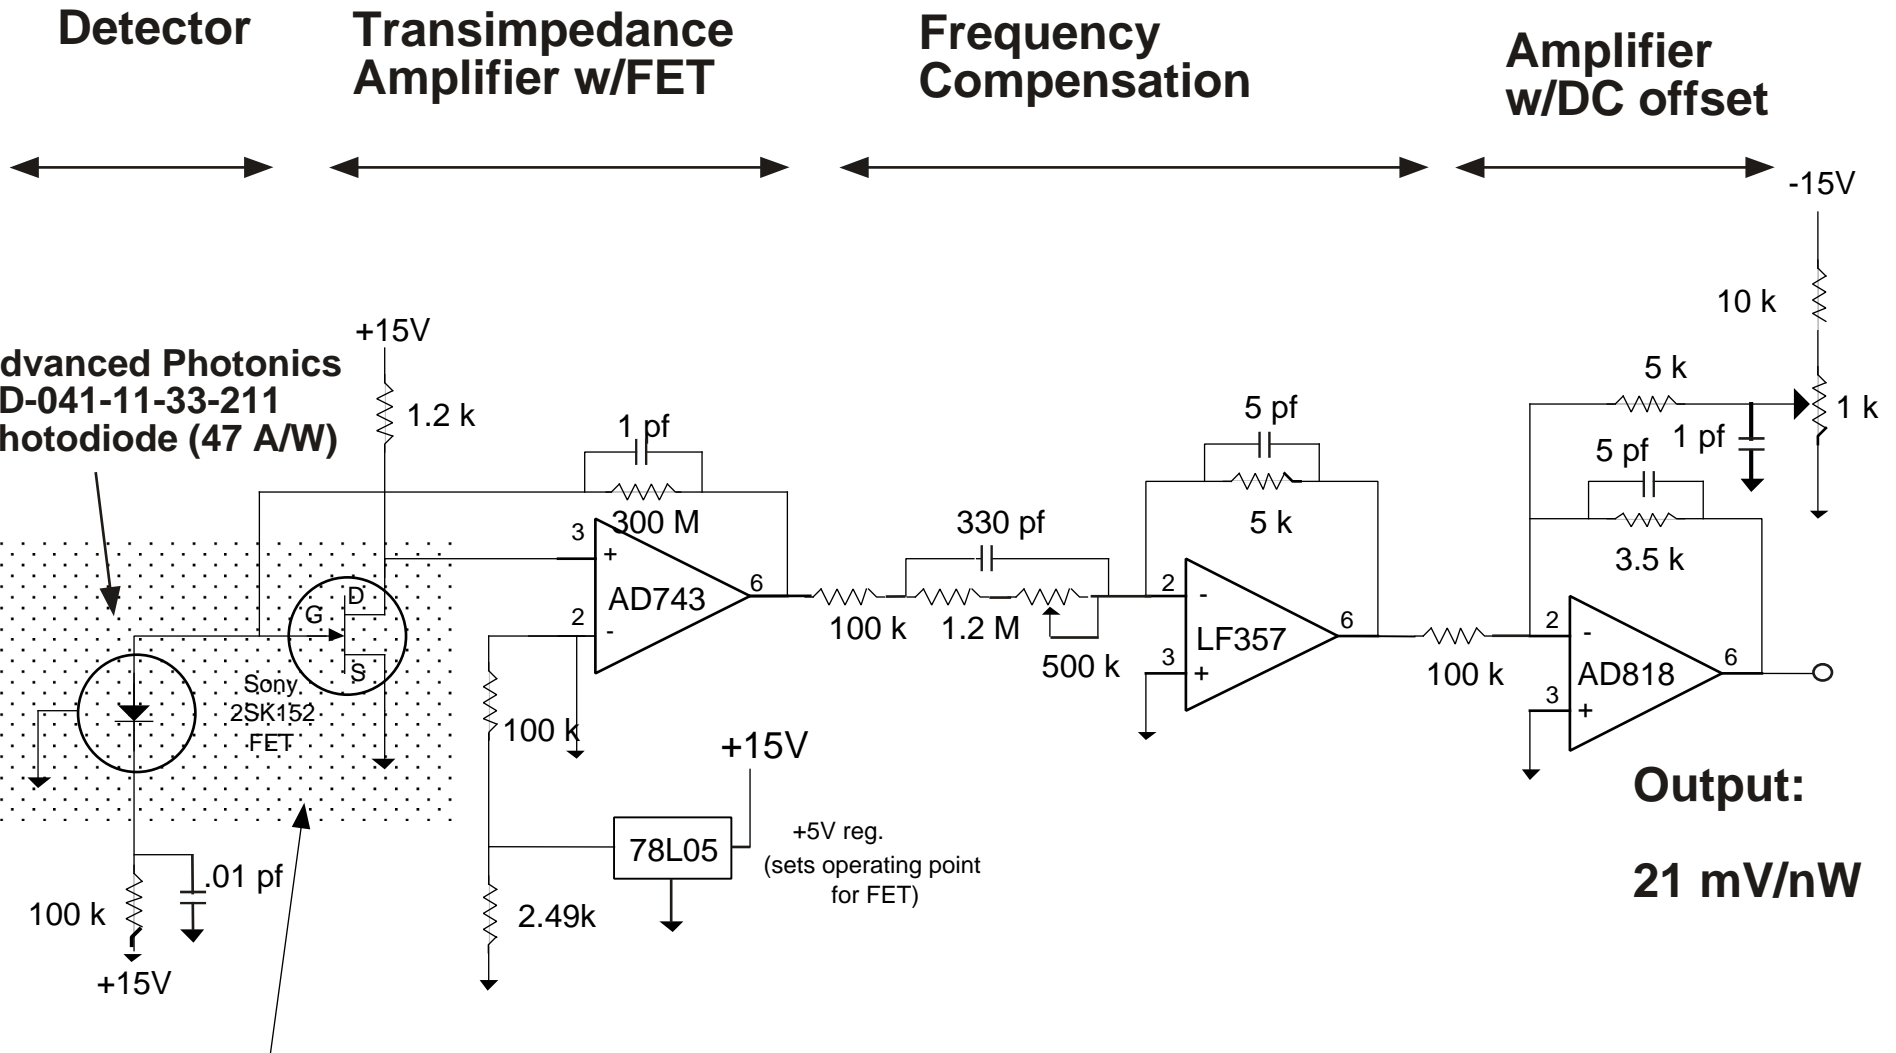 Detector
Transimpedance
Amplifier w/FET
Frequency
Compensation
Amplifier
w/DC offset
-15V
10 k
+15V
dvanced Photonics
D-041-11-33-211
hotodiode (47 A/W)
1.2 k
1 pf
300 M
5 pf
5 k
5 k
1 k
1 pf
5 pf
3.5 k
330 pf
3
+
AD743
6
2
-
D
G
S
Sony
2SK152
FET
100 k
1.2 M
500 k
2
-
LF357
6
3
+
100 k
2
-
AD818
6
3
+
100 k
+15V
78L05
+5V reg.
(sets operating point
for FET)
2.49k
.01 pf
100 k
+15V
Output:
21 mV/nW